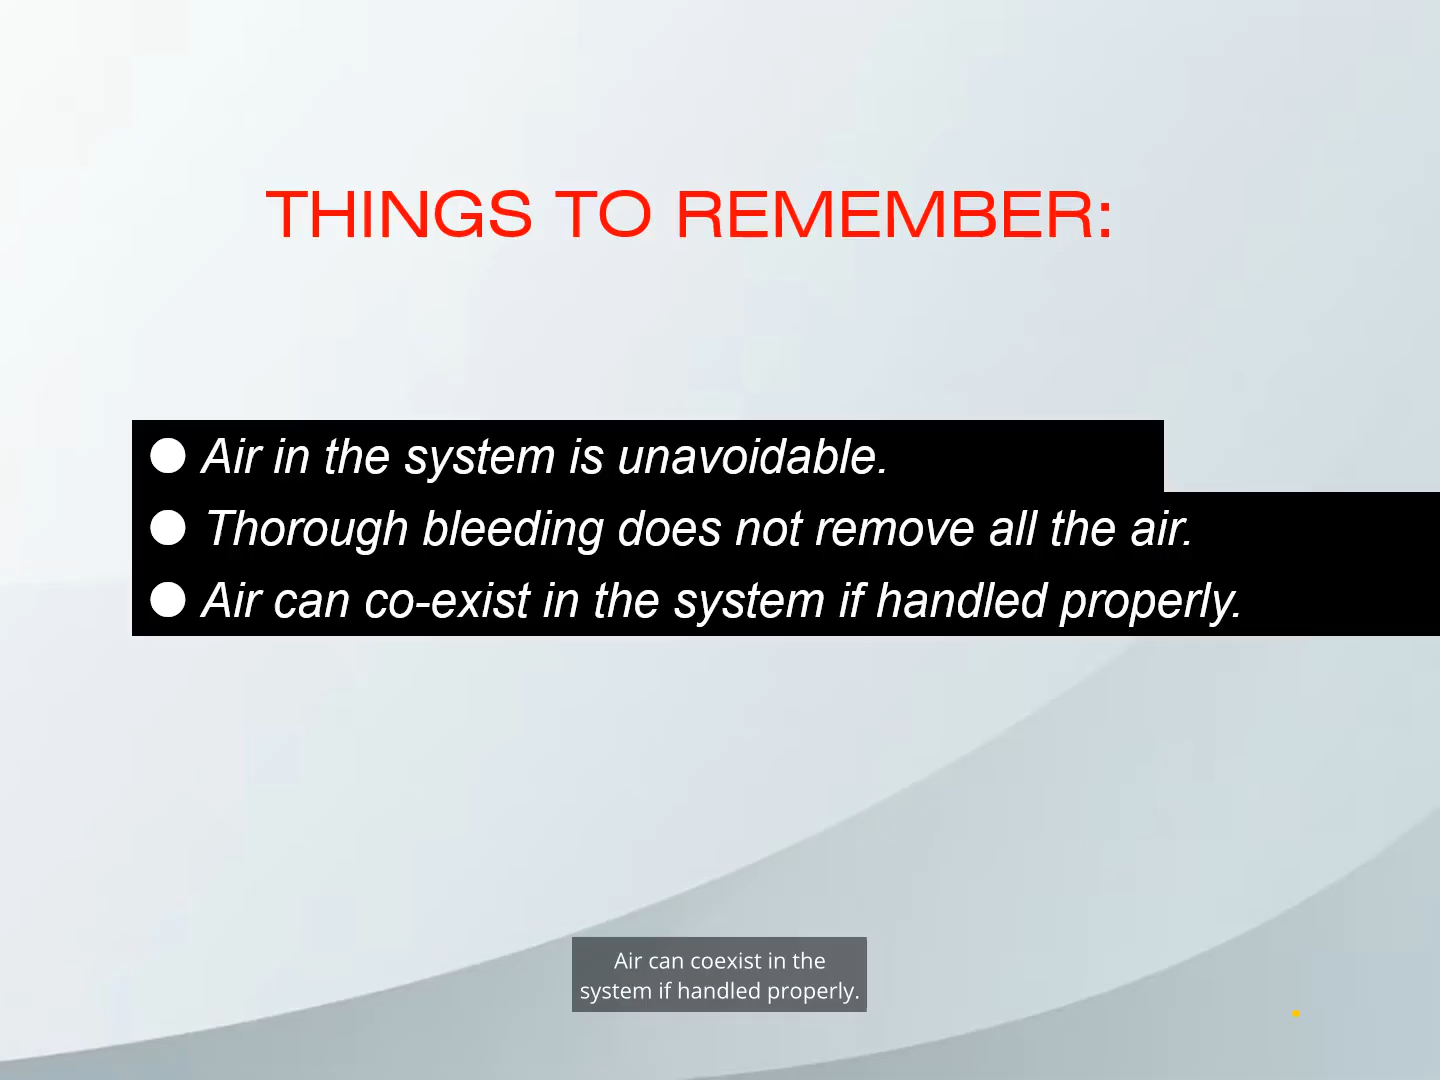 THINGS TO REMEMBER:
● Air in the system is unavoidable.
● Thorough bleeding does not remove all the air.
● Air can co-exist in the system if handled properly.
Air can coexist in the
system if handled properly.